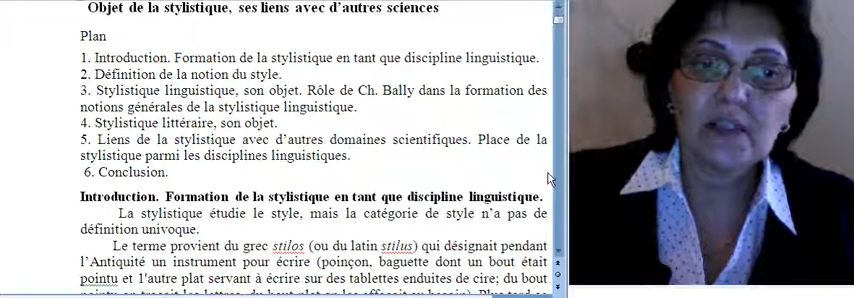 Objet de la stylistique, ses liens avec d'autres sciences
Plan
1. Introduction. Formation de la stylistique en tant que discipline linguistique.
2. Définition de la notion du style.
3. Stylistique linguistique, son objet. Rôle de Ch. Bally dans la formation des
notions générales de la stylistique linguistique.
4. Stylistique littéraire, son objet.
5. Liens de la stylistique avec d'autres domaines scientifiques. Place de la
stylistique parmi les disciplines linguistiques.
6. Conclusion.
Introduction. Formation de la stylistique en tant que discipline linguistique.
La stylistique étudie le style, mais la catégorie de style n'a pas de
définition univoque.
Le terme provient du grec stilos (ou du latin stilus) qui désignait pendant
l'Antiquité un instrument pour écrire (poinçon, baguette dont un bout était
pointu et l'autre plat servant à écrire sur des tablettes enduites de cire; du bout